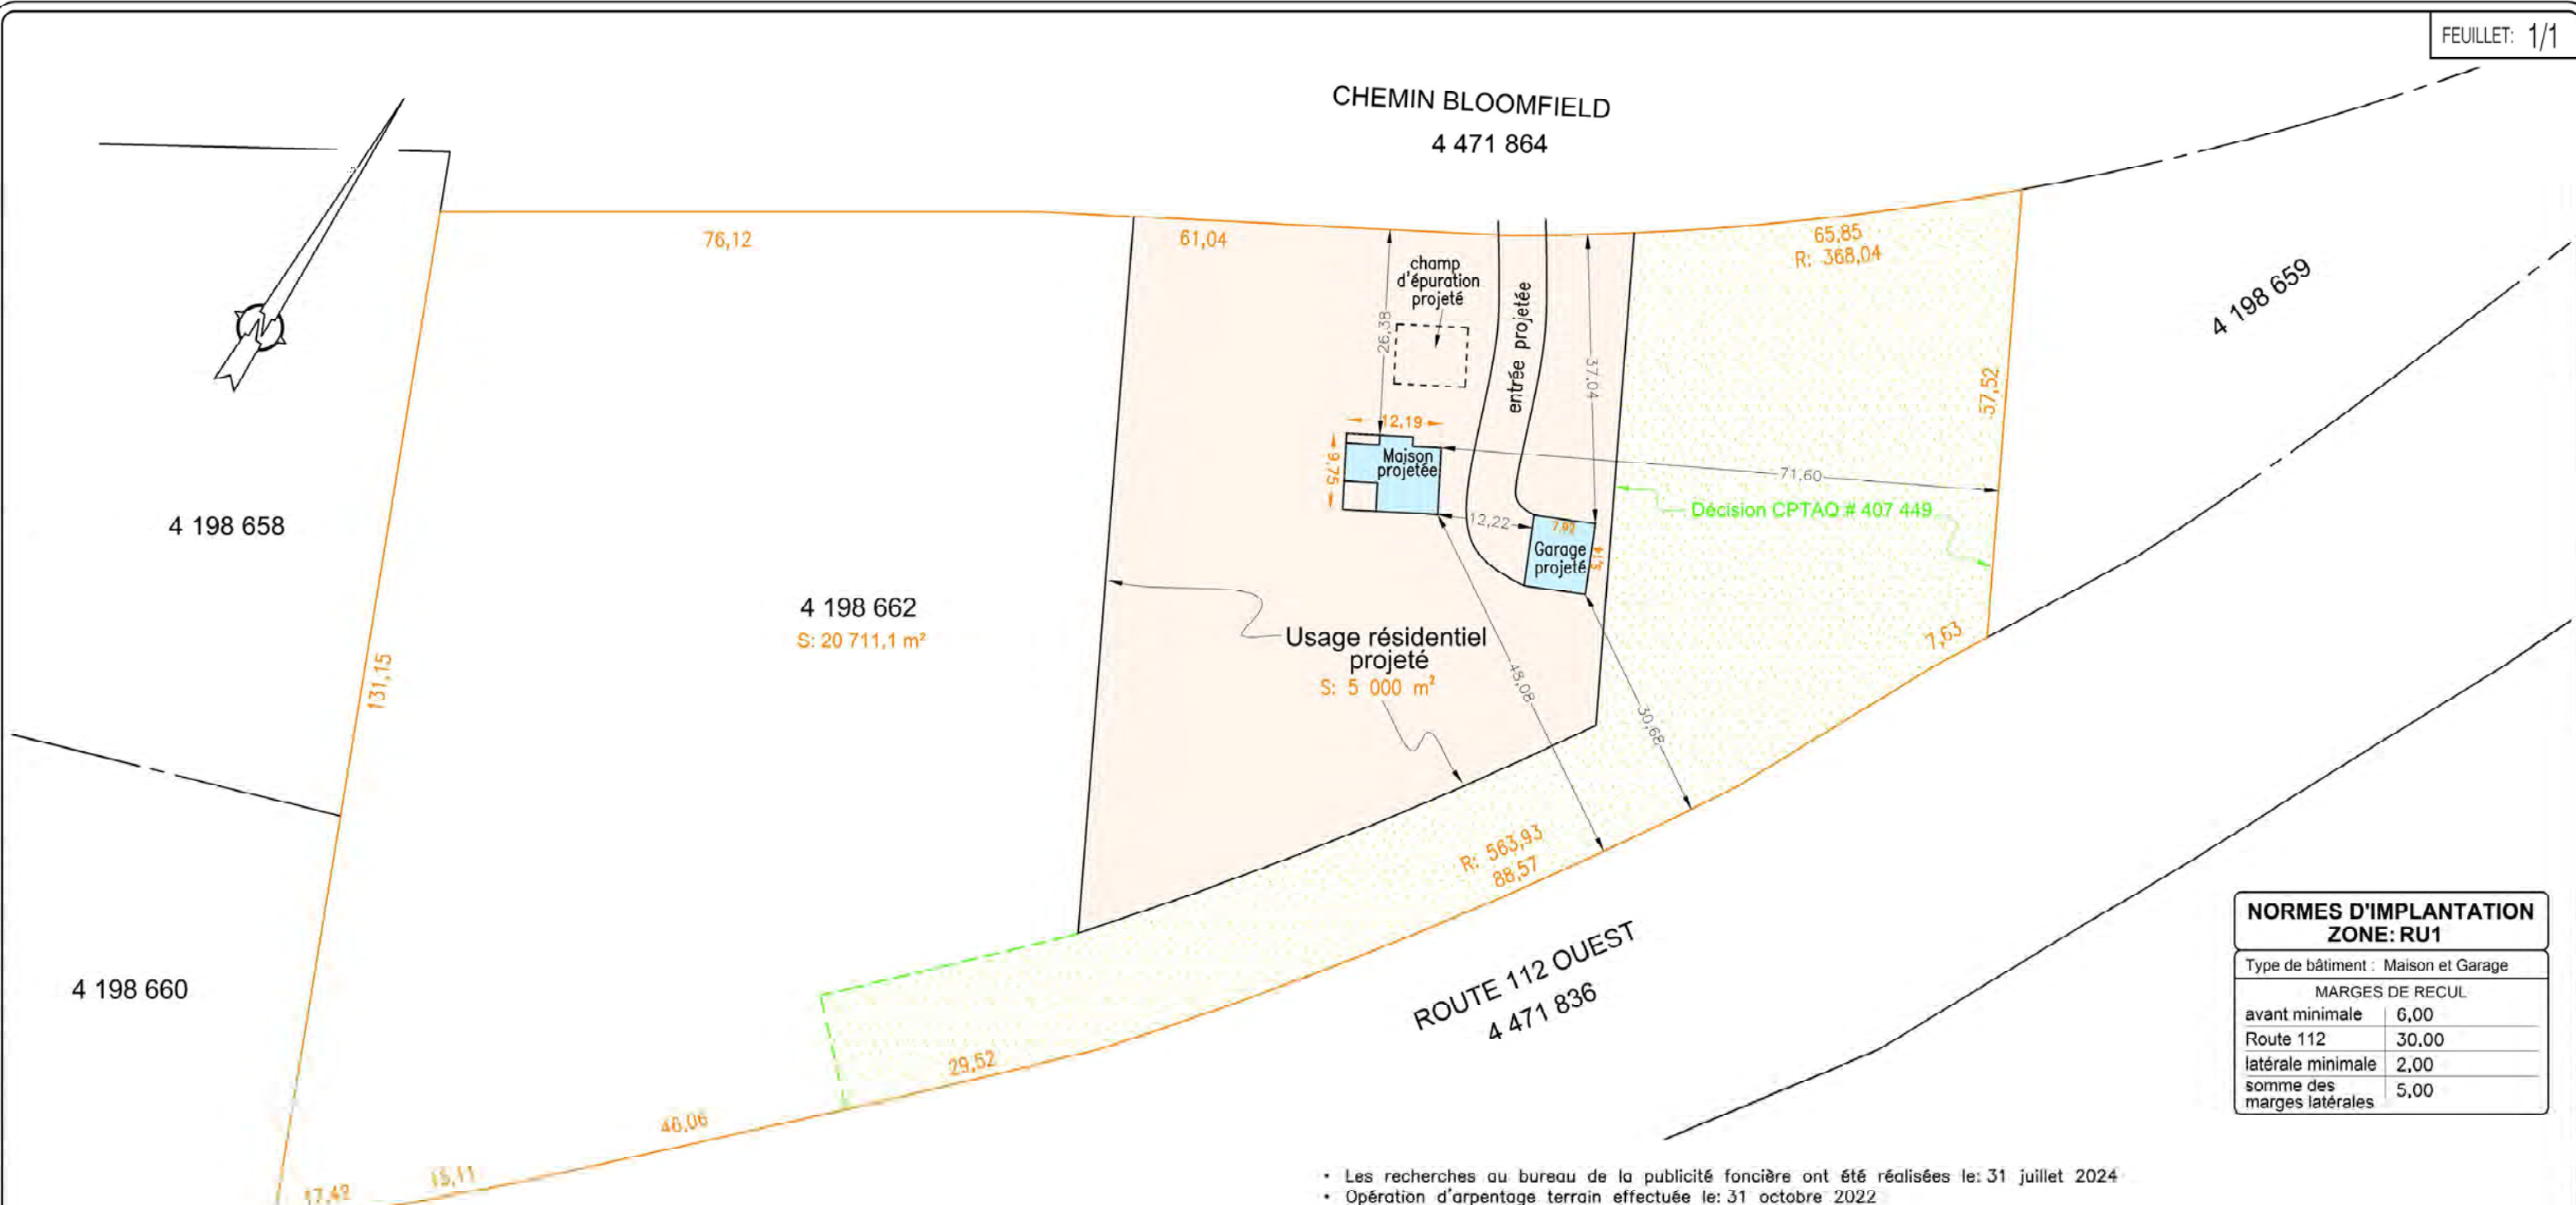 FEUILLET: 1/1
CHEMIN BLOOMFIELD
4 471 864
76,12
61,04
65,85
R: 368,04
champ
d'épuration
projeté
entrée projetée
26,38
37,04
57,52
4 198 659
12,19
9,75
Maison
projetée
71,60
Décision CPTAQ # 407 449
12,22
7,92
Garage
projeté
9,14
4 198 658
4 198 662
S: 20 711,1 m²
131,15
Usage résidentiel
projeté
S: 5 000 m²
48,08
30,68
7,63
R: 563,93
88,57
ROUTE 112 OUEST
4 471 836
4 198 660
29,52
46,06
15,11
17,42
NORMES D'IMPLANTATION
ZONE: RU1
Type de bâtiment : Maison et Garage
MARGES DE RECUL
avant minimale 6,00
Route 112 30,00
latérale minimale 2,00
somme des
marges latérales 5,00
• Les recherches au bureau de la publicité foncière ont été réalisées le: 31 juillet 2024
• Opération d'arpentage terrain effectuée le: 31 octobre 2022